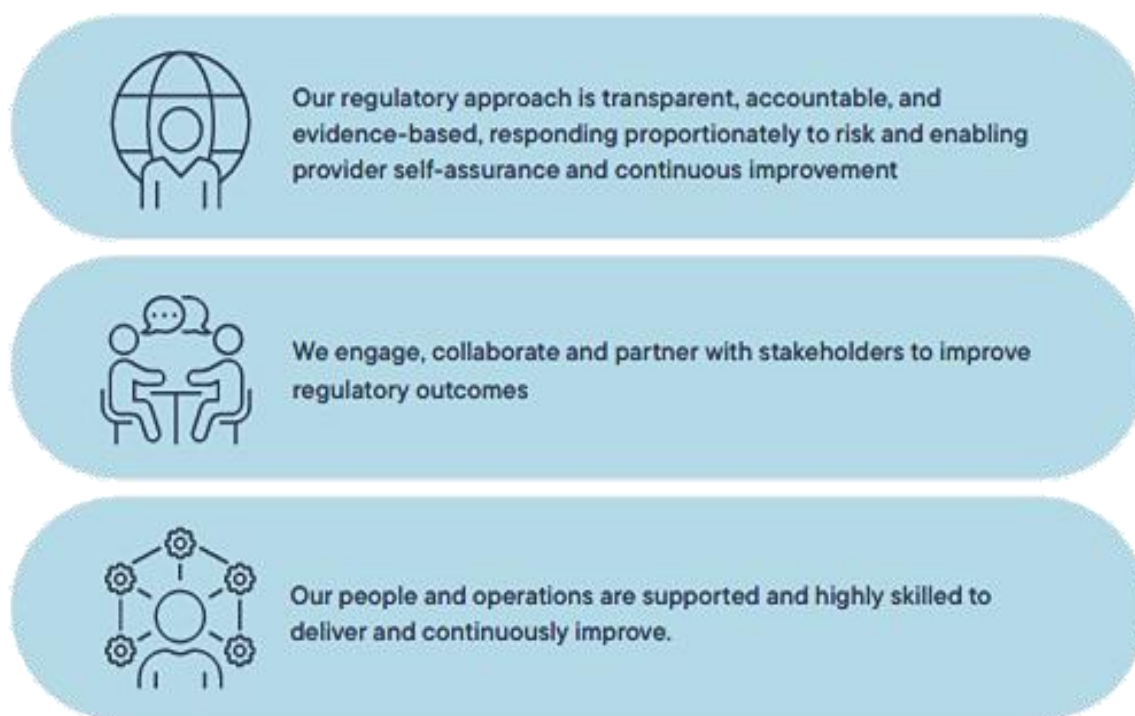 Our regulatory approach is transparent, accountable, and
evidence-based, responding proportionately to risk and enabling
provider self-assurance and continuous improvement
We engage, collaborate and partner with stakeholders to improve
regulatory outcomes
Our people and operations are supported and highly skilled to
deliver and continuously improve.